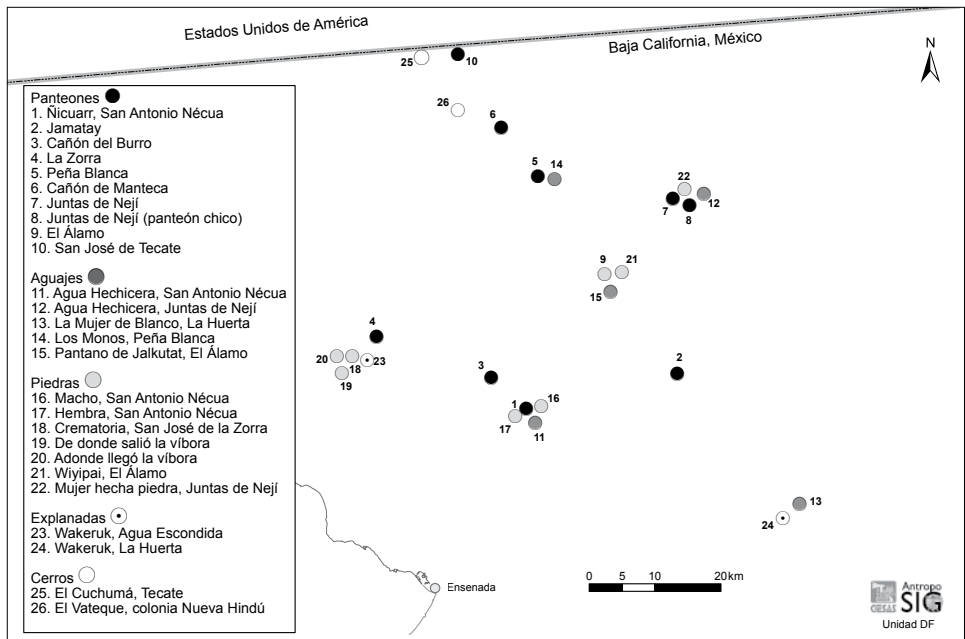 Estados Unidos de América
Baja California, México
N
25
10
26
6
5
14
22
7
8
12
9
21
15
4
20
18
23
19
3
2
1
16
17
11
13
24
Panteones
1. Ñicuarr, San Antonio Nécua
2. Jamatay
3. Cañón del Burro
4. La Zorra
5. Peña Blanca
6. Cañón de Manteca
7. Juntas de Nejí
8. Juntas de Nejí (panteón chico)
9. El Álamo
10. San José de Tecate
Aguajes
11. Agua Hechicera, San Antonio Nécua
12. Agua Hechicera, Juntas de Nejí
13. La Mujer de Blanco, La Huerta
14. Los Monos, Peña Blanca
15. Pantano de Jalkutat, El Álamo
Piedras
16. Macho, San Antonio Nécua
17. Hembra, San Antonio Nécua
18. Crematoria, San José de la Zorra
19. De donde salió la víbora
20. Adonde llegó la víbora
21. Wiyipai, El Álamo
22. Mujer hecha piedra, Juntas de Nejí
Explanadas
23. Wakeruk, Agua Escondida
24. Wakeruk, La Huerta
Cerros
25. El Cuchumá, Tecate
26. El Vateque, colonia Nueva Hindú
Ensenada
0 5 10 20 km
CIESAS
Antropo
SIG
Unidad DF